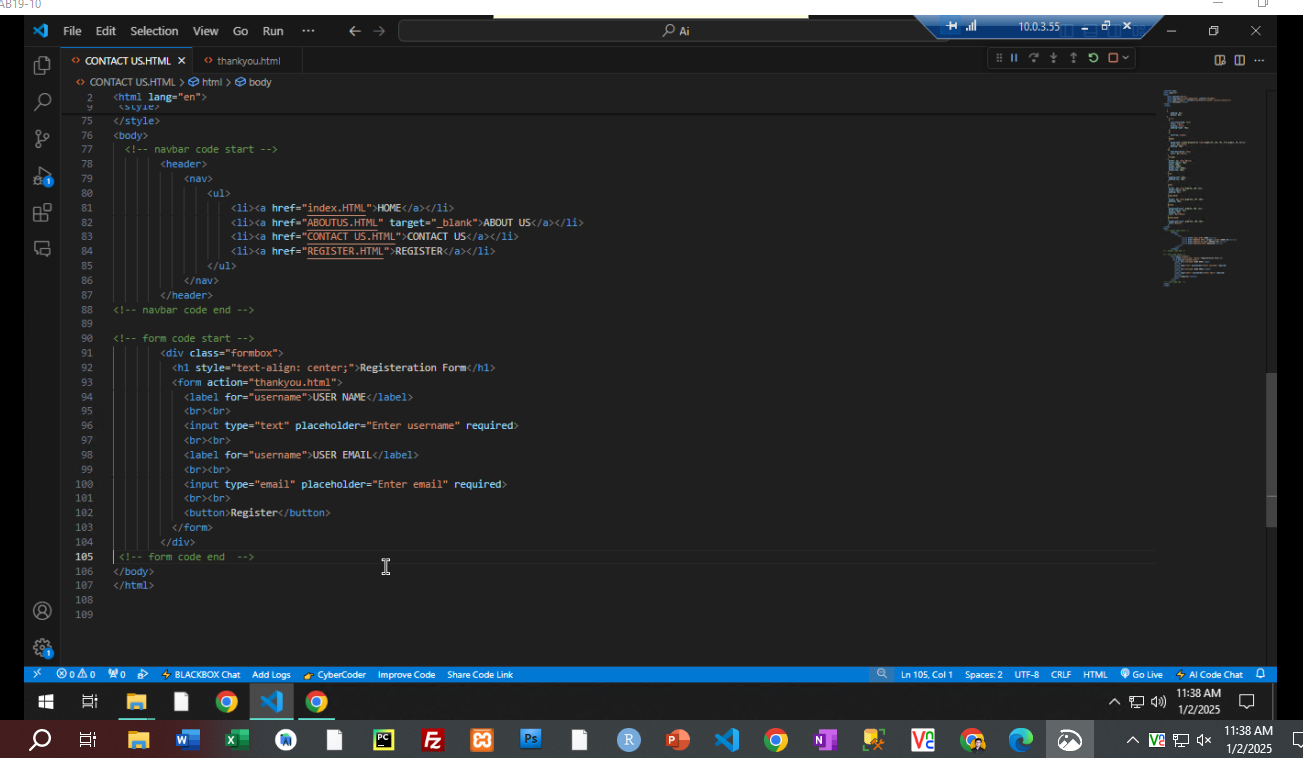 AB19-10
File Edit Selection View Go Run ··· Ai 10.0.3.55
CONTACT US.HTML thankyou.html
CONTACT US.HTML > html > body
2 <html lang="en">
9 <style>
75 </style>
76 <body>
77 <!-- navbar code start -->
78 <header>
79 <nav>
80 <ul>
81 <li><a href="index.HTML">HOME</a></li>
82 <li><a href="ABOUTUS.HTML" target="_blank">ABOUT US</a></li>
83 <li><a href="CONTACT US.HTML">CONTACT US</a></li>
84 <li><a href="REGISTER.HTML">REGISTER</a></li>
85 </ul>
86 </nav>
87 </header>
88 <!-- navbar code end -->
89
90 <!-- form code start -->
91 <div class="formbox">
92 <h1 style="text-align: center;">Registeration Form</h1>
93 <form action="thankyou.html">
94 <label for="username">USER NAME</label>
95 <br><br>
96 <input type="text" placeholder="Enter username" required>
97 <br><br>
98 <label for="username">USER EMAIL</label>
99 <br><br>
100 <input type="email" placeholder="Enter email" required>
101 <br><br>
102 <button>Register</button>
103 </form>
104 </div>
105 <!-- form code end -->
106 </body>
107 </html>
108
109
0 0 0 BLACKBOX Chat Add Logs CyberCoder Improve Code Share Code Link Ln 105, Col 1 Spaces: 2 UTF-8 CRLF HTML Go Live AI Code Chat
11:38 AM
1/2/2025
11:38 AM
1/2/2025